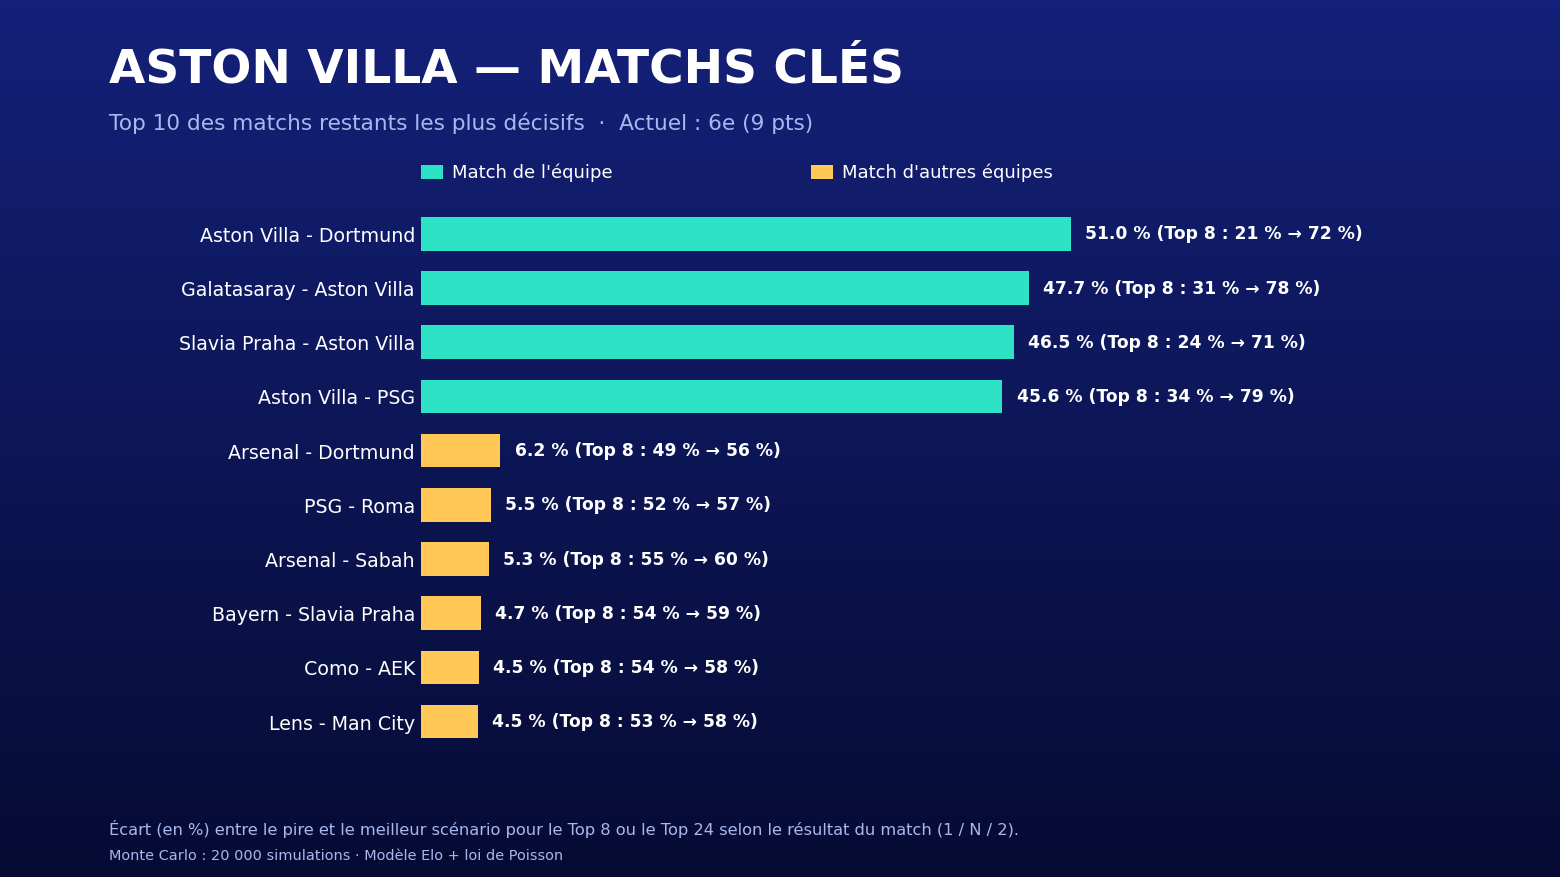 ASTON VILLA — MATCHS CLÉS
Top 10 des matchs restants les plus décisifs · Actuel : 6e (9 pts)
Match de l'équipe
Match d'autres équipes
Aston Villa - Dortmund 51.0 % (Top 8 : 21 % → 72 %)
Galatasaray - Aston Villa 47.7 % (Top 8 : 31 % → 78 %)
Slavia Praha - Aston Villa 46.5 % (Top 8 : 24 % → 71 %)
Aston Villa - PSG 45.6 % (Top 8 : 34 % → 79 %)
Arsenal - Dortmund 6.2 % (Top 8 : 49 % → 56 %)
PSG - Roma 5.5 % (Top 8 : 52 % → 57 %)
Arsenal - Sabah 5.3 % (Top 8 : 55 % → 60 %)
Bayern - Slavia Praha 4.7 % (Top 8 : 54 % → 59 %)
Como - AEK 4.5 % (Top 8 : 54 % → 58 %)
Lens - Man City 4.5 % (Top 8 : 53 % → 58 %)
Écart (en %) entre le pire et le meilleur scénario pour le Top 8 ou le Top 24 selon le résultat du match (1 / N / 2).
Monte Carlo : 20 000 simulations · Modèle Elo + loi de Poisson